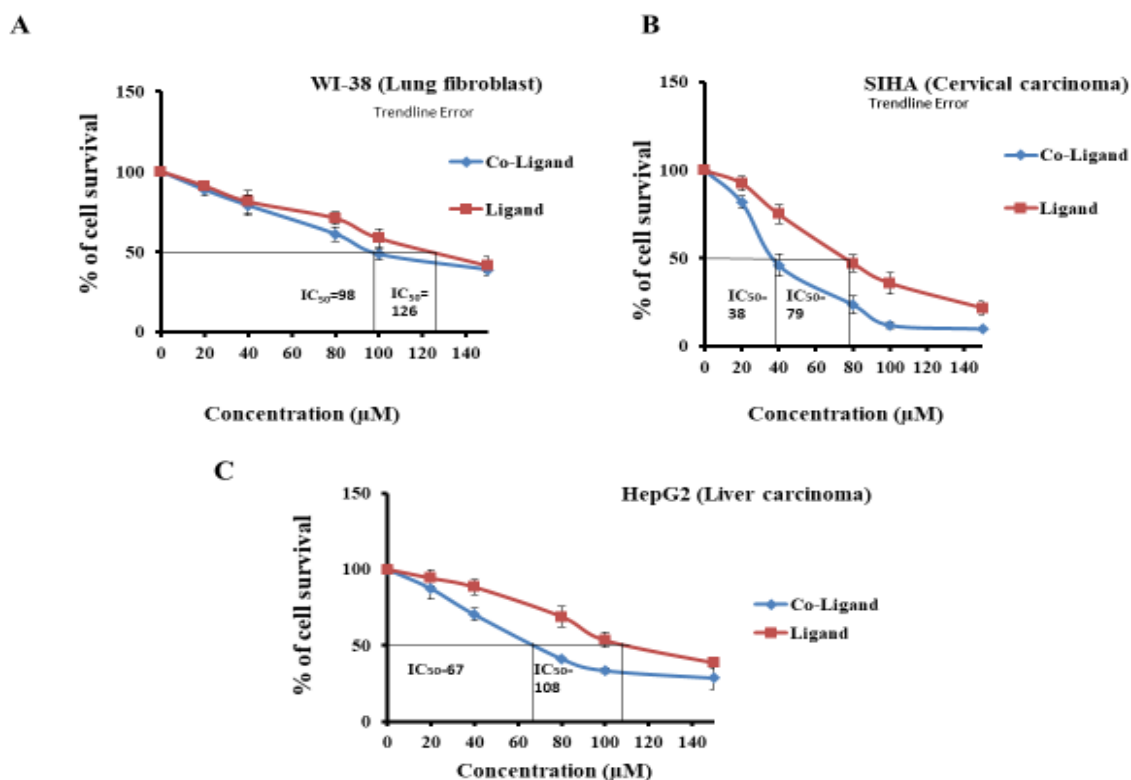 A
WI-38 (Lung fibroblast)
Trendline Error
150
100
50
0
% of cell survival
Co-Ligand
Ligand
IC₅₀=98
IC₅₀=
126
0 20 40 60 80 100 120 140
Concentration (µM)
B
SIHA (Cervical carcinoma)
Trendline Error
150
100
50
0
% of cell survival
Co-Ligand
Ligand
IC₅₀-
38
IC₅₀-
79
0 20 40 60 80 100 120 140
Concentration (µM)
C
HepG2 (Liver carcinoma)
150
100
50
0
% of cell survival
Co-Ligand
Ligand
IC₅₀-67
IC₅₀-
108
0 20 40 60 80 100 120 140
Concentration (µM)